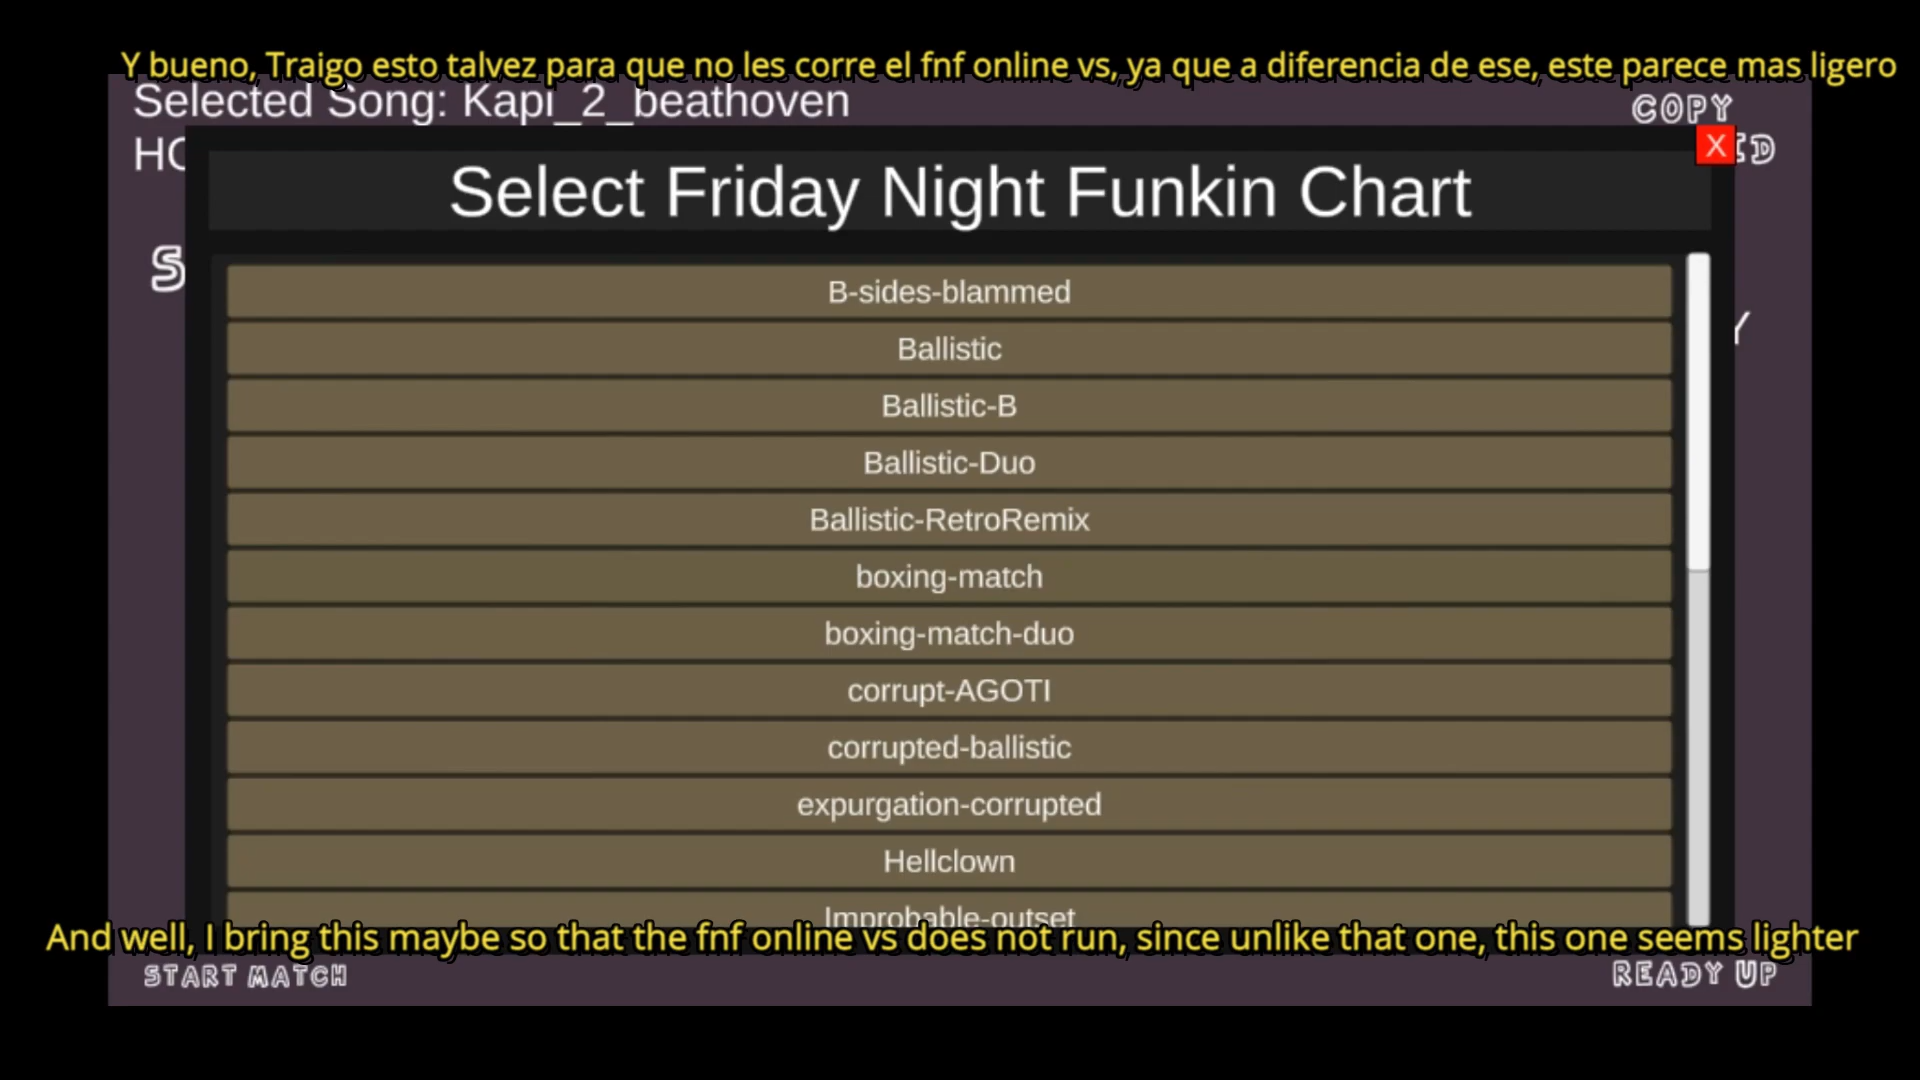 Y bueno, Traigo esto talvez para que no les corre el fnf online vs, ya que a diferencia de ese, este parece mas ligero
Selected Song: Kapi_2_beathoven
COPY
X
Select Friday Night Funkin Chart
B-sides-blammed
Ballistic
Ballistic-B
Ballistic-Duo
Ballistic-RetroRemix
boxing-match
boxing-match-duo
corrupt-AGOTI
corrupted-ballistic
expurgation-corrupted
Hellclown
Improbable-outset
And well, I bring this maybe so that the fnf online vs does not run, since unlike that one, this one seems lighter
START MATCH
READY UP